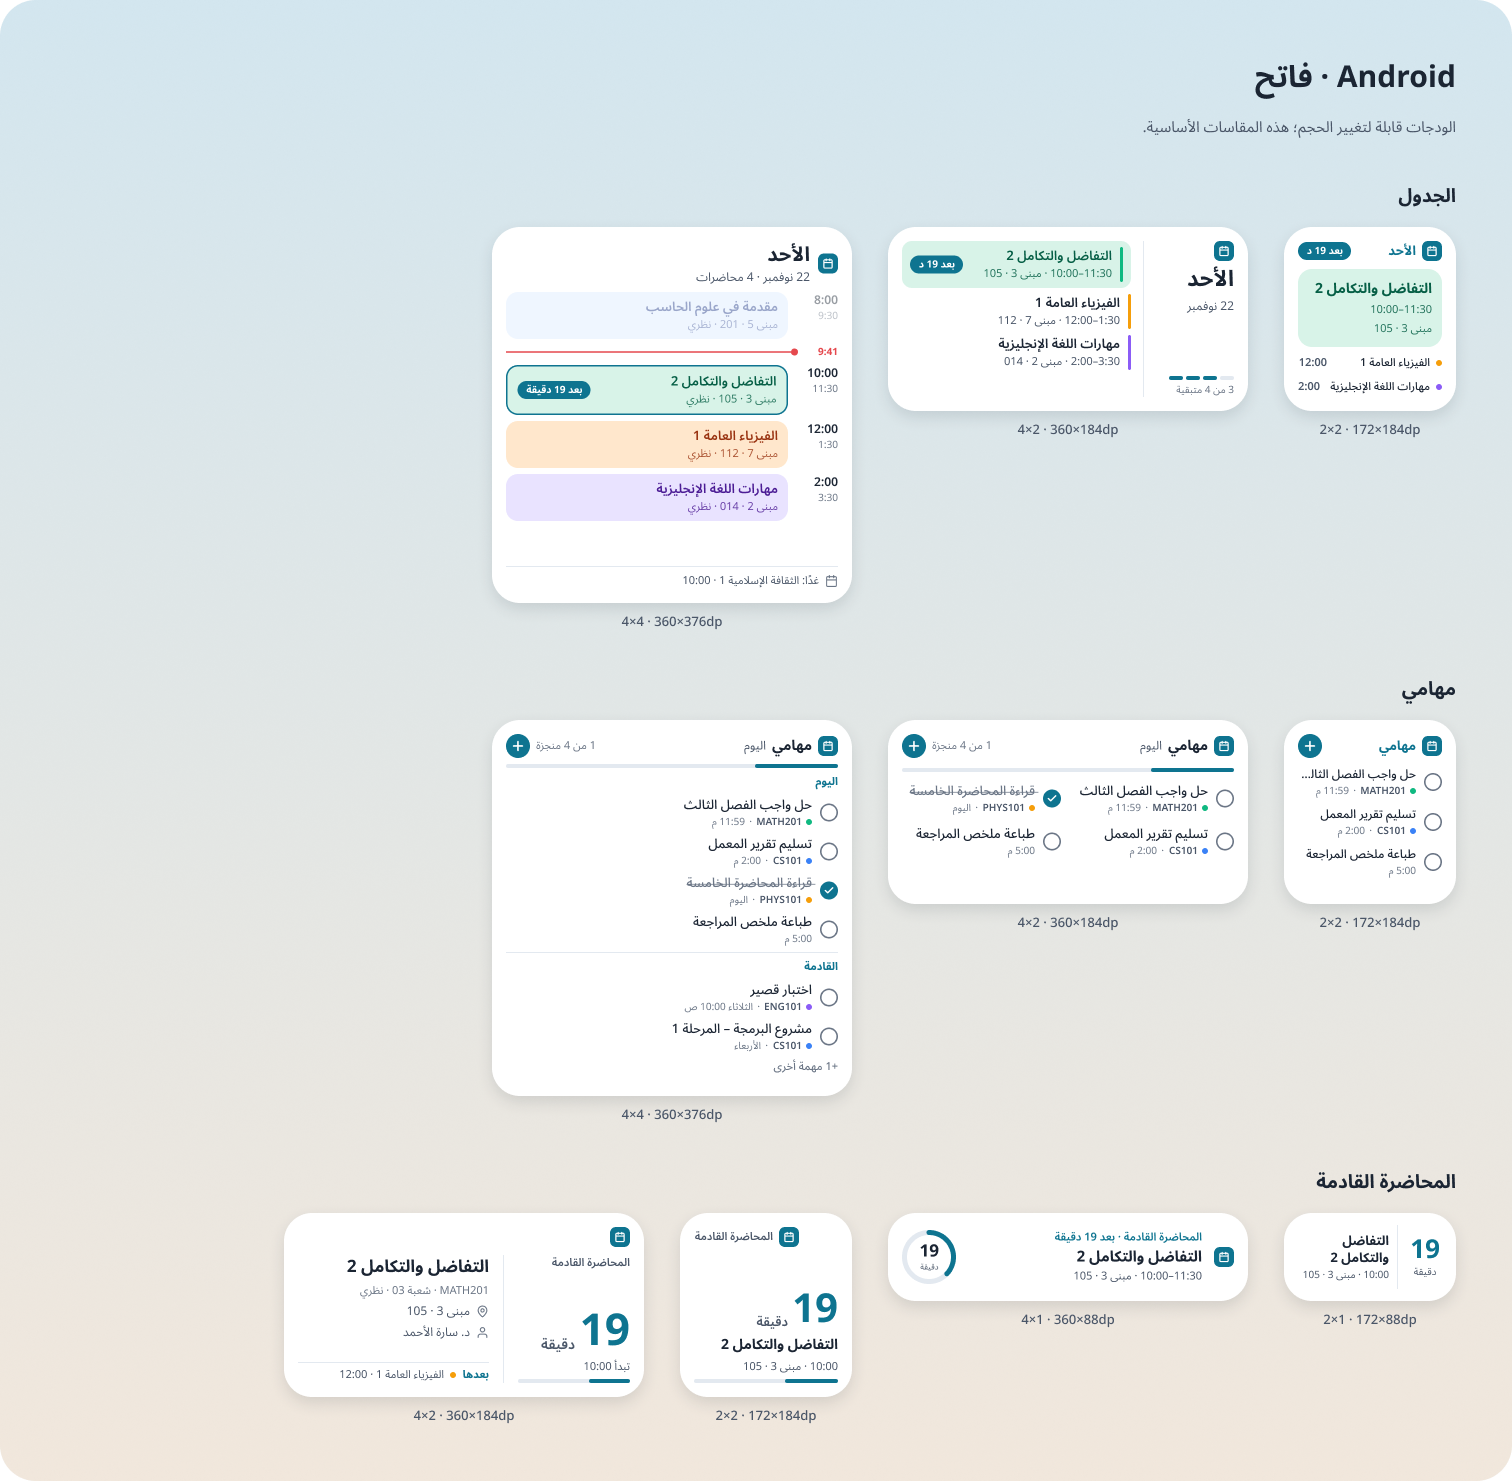 Android · فاتح
الودجات قابلة لتغيير الحجم؛ هذه المقاسات الأساسية.
الجدول
الأحد
بعد 19 د
التفاضل والتكامل 2
10:00–11:30
مبنى 3 · 105
الفيزياء العامة 1
12:00
مهارات اللغة الإنجليزية
2:00
2×2 · 172×184dp
الأحد
22 نوفمبر
3 من 4 متبقية
التفاضل والتكامل 2
10:00–11:30 · مبنى 3 · 105
بعد 19 د
الفيزياء العامة 1
12:00–1:30 · مبنى 7 · 112
مهارات اللغة الإنجليزية
2:00–3:30 · مبنى 2 · 014
4×2 · 360×184dp
الأحد
22 نوفمبر · 4 محاضرات
8:00
9:30
مقدمة في علوم الحاسب
مبنى 5 · 201 · نظري
9:41
10:00
11:30
التفاضل والتكامل 2
مبنى 3 · 105 · نظري
بعد 19 دقيقة
12:00
1:30
الفيزياء العامة 1
مبنى 7 · 112 · نظري
2:00
3:30
مهارات اللغة الإنجليزية
مبنى 2 · 014 · نظري
غدًا: الثقافة الإسلامية 1 · 10:00
4×4 · 360×376dp
مهامي
مهامي
حل واجب الفصل الثالـ...
MATH201 · 11:59 م
تسليم تقرير المعمل
CS101 · 2:00 م
طباعة ملخص المراجعة
5:00 م
2×2 · 172×184dp
مهامي اليوم
1 من 4 منجزة
حل واجب الفصل الثالث
MATH201 · 11:59 م
قراءة المحاضرة الخامسة
PHYS101 · اليوم
تسليم تقرير المعمل
CS101 · 2:00 م
طباعة ملخص المراجعة
5:00 م
4×2 · 360×184dp
مهامي اليوم
1 من 4 منجزة
اليوم
حل واجب الفصل الثالث
MATH201 · 11:59 م
تسليم تقرير المعمل
CS101 · 2:00 م
قراءة المحاضرة الخامسة
PHYS101 · اليوم
طباعة ملخص المراجعة
5:00 م
القادمة
اختبار قصير
ENG101 · الثلاثاء 10:00 ص
مشروع البرمجة – المرحلة 1
CS101 · الأربعاء
+1 مهمة أخرى
4×4 · 360×376dp
المحاضرة القادمة
19
دقيقة
التفاضل
والتكامل 2
10:00 · مبنى 3 · 105
2×1 · 172×88dp
المحاضرة القادمة · بعد 19 دقيقة
التفاضل والتكامل 2
10:00–11:30 · مبنى 3 · 105
19
دقيقة
4×1 · 360×88dp
المحاضرة القادمة
19 دقيقة
التفاضل والتكامل 2
10:00 · مبنى 3 · 105
2×2 · 172×184dp
المحاضرة القادمة
19 دقيقة
تبدأ 10:00
التفاضل والتكامل 2
MATH201 · شعبة 03 · نظري
مبنى 3 · 105
د. سارة الأحمد
بعدها
الفيزياء العامة 1 · 12:00
4×2 · 360×184dp